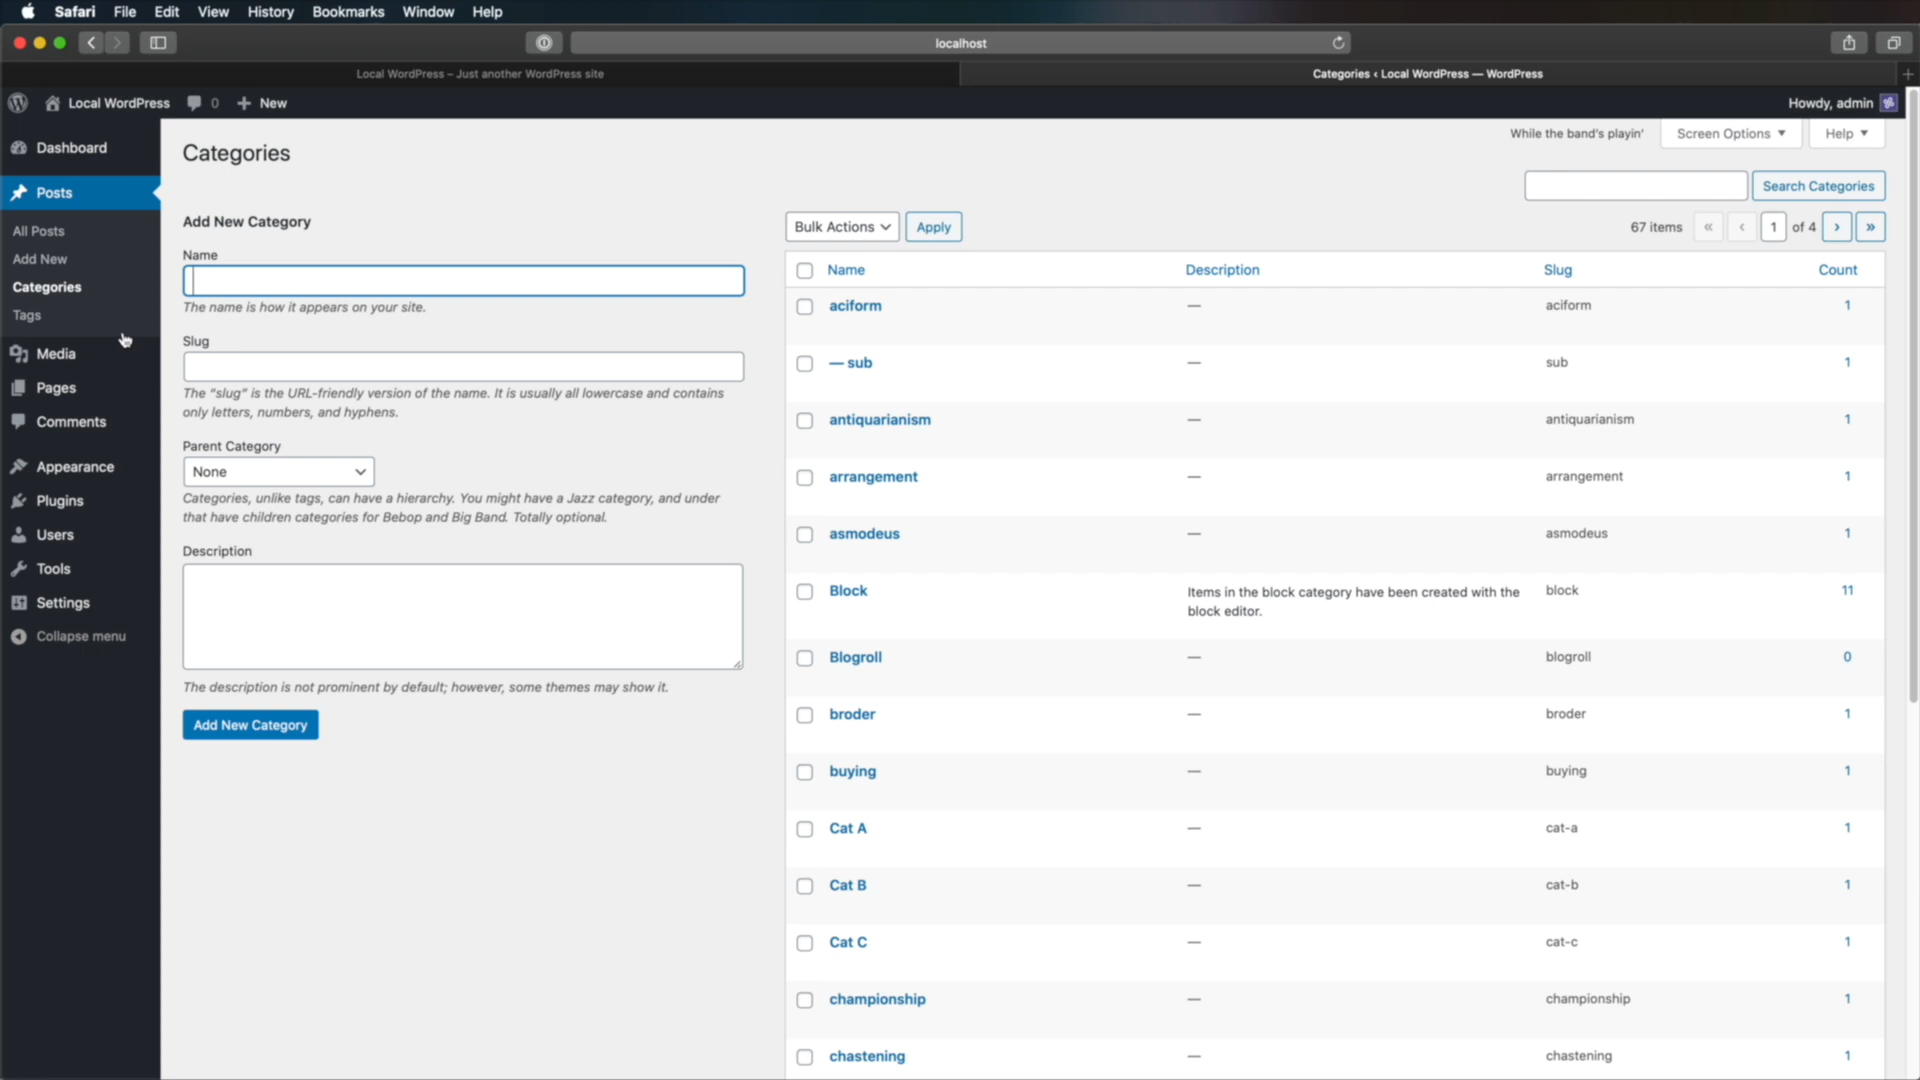 Safari File Edit View History Bookmarks Window Help
localhost
Local WordPress – Just another WordPress site
Categories ‹ Local WordPress — WordPress
Local WordPress 0 + New
Howdy, admin
While the band's playin'
Screen Options
Help
Dashboard
Posts
All Posts
Add New
Categories
Tags
Media
Pages
Comments
Appearance
Plugins
Users
Tools
Settings
Collapse menu
Categories
Add New Category
Name
The name is how it appears on your site.
Slug
The “slug” is the URL-friendly version of the name. It is usually all lowercase and contains
only letters, numbers, and hyphens.
Parent Category
None
Categories, unlike tags, can have a hierarchy. You might have a Jazz category, and under
that have children categories for Bebop and Big Band. Totally optional.
Description
The description is not prominent by default; however, some themes may show it.
Add New Category
Search Categories
Bulk Actions Apply
67 items « ‹ 1 of 4 › »
Name Description Slug Count
aciform — aciform 1
— sub — sub 1
antiquarianism — antiquarianism 1
arrangement — arrangement 1
asmodeus — asmodeus 1
Block Items in the block category have been created with the block 11
block editor.
Blogroll — blogroll 0
broder — broder 1
buying — buying 1
Cat A — cat-a 1
Cat B — cat-b 1
Cat C — cat-c 1
championship — championship 1
chastening — chastening 1